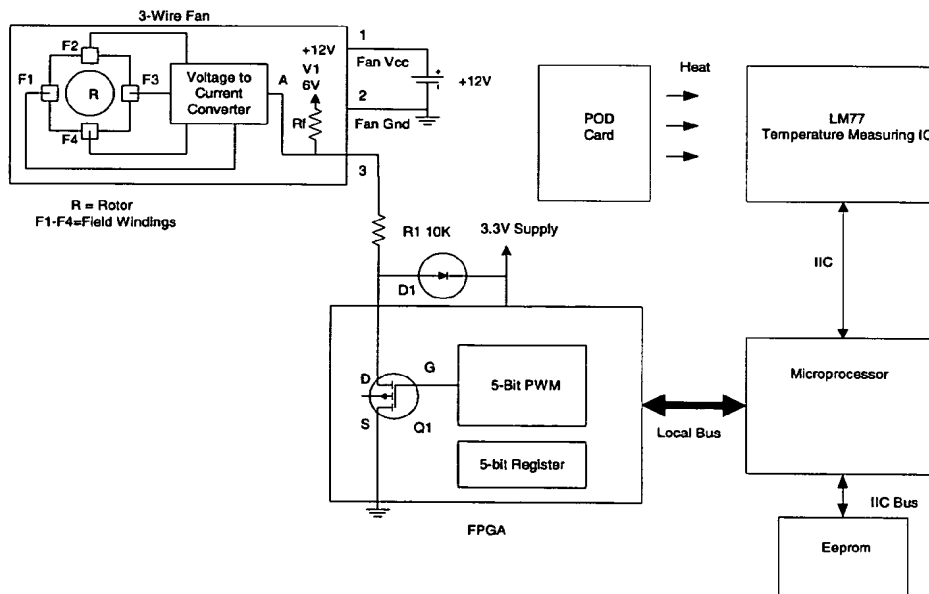 3-Wire Fan
F2
F1
R
F3
F4
Voltage to
Current
Converter
A
+12V
V1
6V
Rf
1
Fan Vcc
+
-
+12V
2
Fan Gnd
3
R = Rotor
F1-F4=Field Windings
POD
Card
Heat
LM77
Temperature Measuring IC
IIC
R1 10K
3.3V Supply
D1
D
G
S
Q1
5-Bit PWM
5-bit Register
FPGA
Local Bus
Microprocessor
IIC Bus
Eeprom